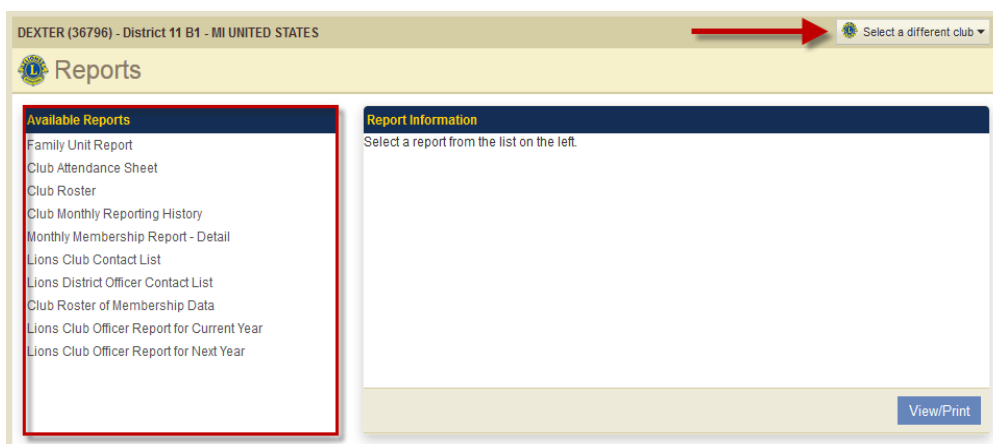 DEXTER (36796) - District 11 B1 - MI UNITED STATES
Select a different club
Reports
Available Reports
Family Unit Report
Club Attendance Sheet
Club Roster
Club Monthly Reporting History
Monthly Membership Report - Detail
Lions Club Contact List
Lions District Officer Contact List
Club Roster of Membership Data
Lions Club Officer Report for Current Year
Lions Club Officer Report for Next Year
Report Information
Select a report from the list on the left.
View/Print